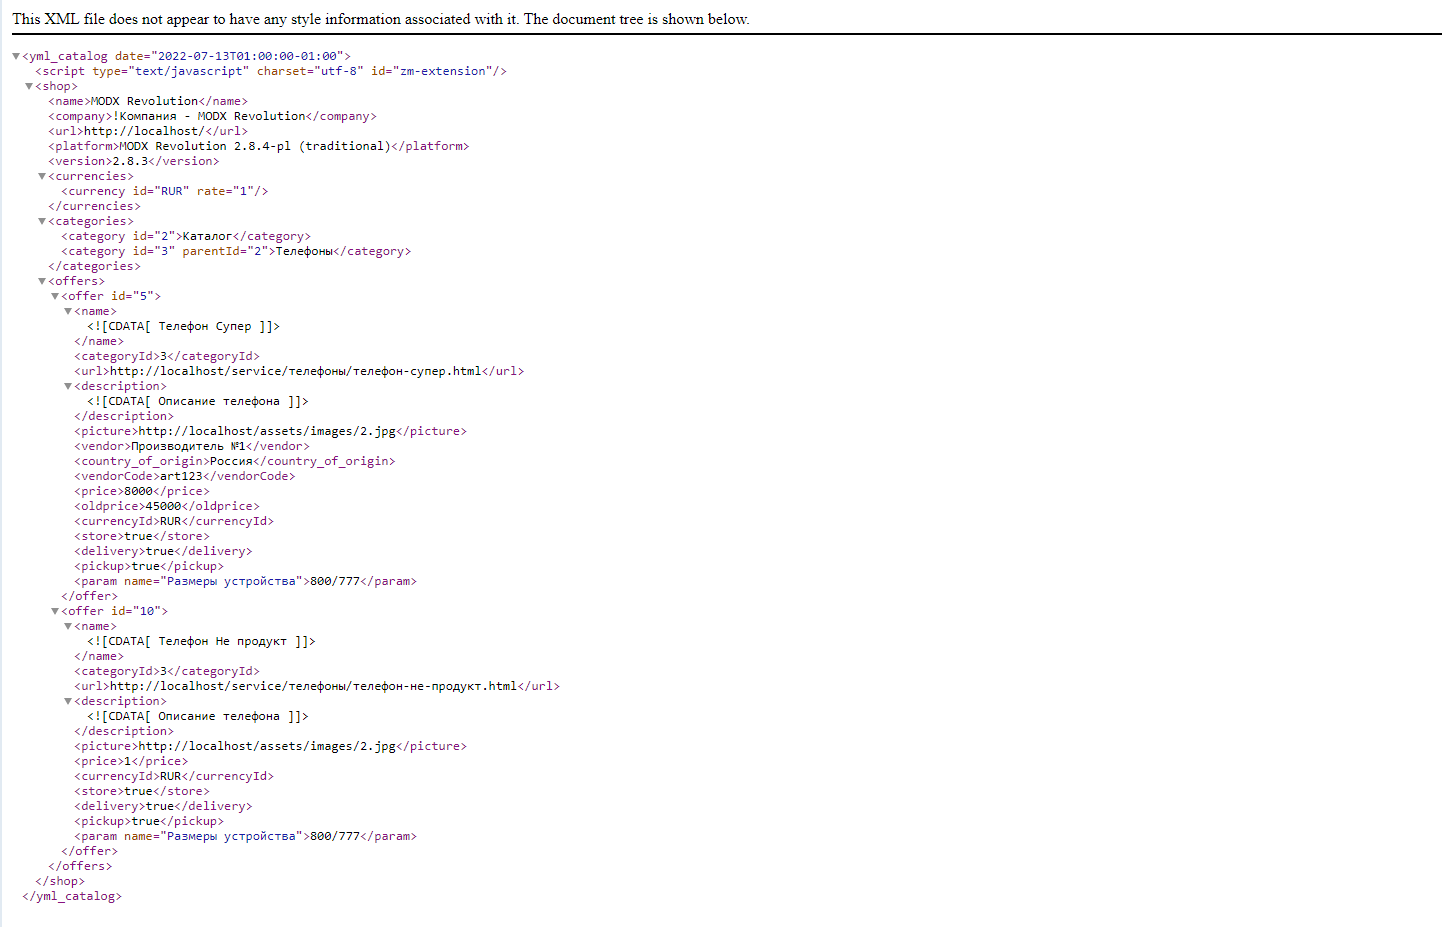 This XML file does not appear to have any style information associated with it. The document tree is shown below.
▼<yml_catalog date="2022-07-13T01:00:00-01:00">
<script type="text/javascript" charset="utf-8" id="zm-extension"/>
▼<shop>
<name>MODX Revolution</name>
<company>!Компания - MODX Revolution</company>
<url>http://localhost/</url>
<platform>MODX Revolution 2.8.4-pl (traditional)</platform>
<version>2.8.3</version>
▼<currencies>
<currency id="RUR" rate="1"/>
</currencies>
▼<categories>
<category id="2">Каталог</category>
<category id="3" parentId="2">Телефоны</category>
</categories>
▼<offers>
▼<offer id="5">
▼<name>
<![CDATA[ Телефон Супер ]]>
</name>
<categoryId>3</categoryId>
<url>http://localhost/service/телефоны/телефон-супер.html</url>
▼<description>
<![CDATA[ Описание телефона ]]>
</description>
<picture>http://localhost/assets/images/2.jpg</picture>
<vendor>Производитель №1</vendor>
<country_of_origin>Россия</country_of_origin>
<vendorCode>art123</vendorCode>
<price>8000</price>
<oldprice>45000</oldprice>
<currencyId>RUR</currencyId>
<store>true</store>
<delivery>true</delivery>
<pickup>true</pickup>
<param name="Размеры устройства">800/777</param>
</offer>
▼<offer id="10">
▼<name>
<![CDATA[ Телефон Не продукт ]]>
</name>
<categoryId>3</categoryId>
<url>http://localhost/service/телефоны/телефон-не-продукт.html</url>
▼<description>
<![CDATA[ Описание телефона ]]>
</description>
<picture>http://localhost/assets/images/2.jpg</picture>
<price>1</price>
<currencyId>RUR</currencyId>
<store>true</store>
<delivery>true</delivery>
<pickup>true</pickup>
<param name="Размеры устройства">800/777</param>
</offer>
</offers>
</shop>
</yml_catalog>